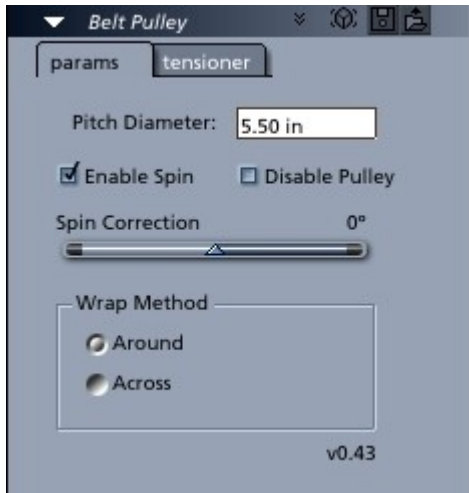 Belt Pulley
params tensioner
Pitch Diameter: 5.50 in
Enable Spin Disable Pulley
Spin Correction 0°
Wrap Method
Around
Across
v0.43